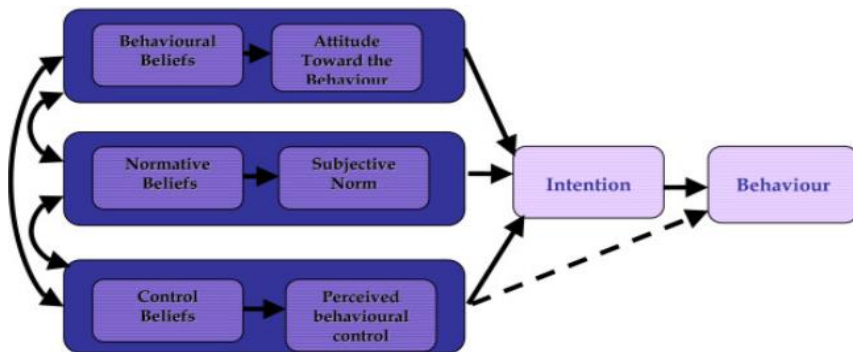 Behavioural
Beliefs
Attitude
Toward the
Behaviour
Normative
Beliefs
Subjective
Norm
Intention
Behaviour
Control
Beliefs
Perceived
behavioural
control